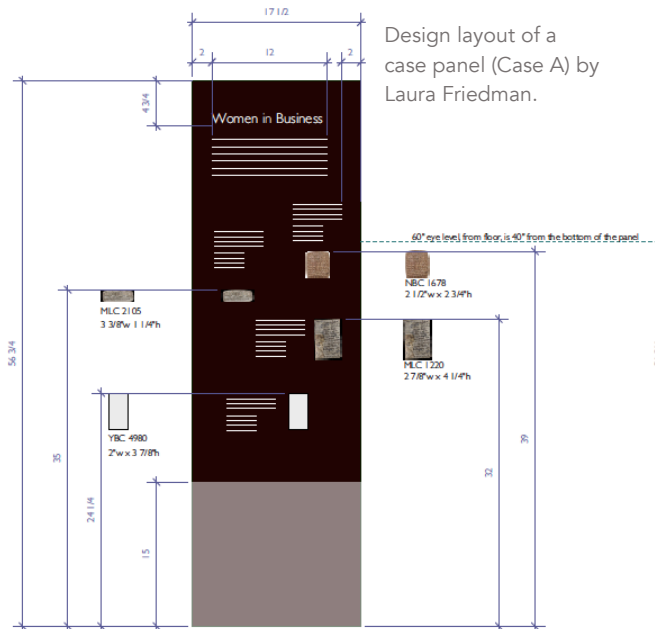 17 1/2
Design layout of a
case panel (Case A) by
Laura Friedman.
2
12
2
4 3/4
Women in Business
60" eye level, from floor, is 40" from the bottom of the panel
NBC 1678
2 1/2"w x 2 3/4"h
MLC 2105
3 3/8"w 1 1/4"h
MLC 1220
2 7/8"w x 4 1/4"h
56 3/4
YBC 4980
2"w x 3 7/8"h
39
35
32
24 1/4
15